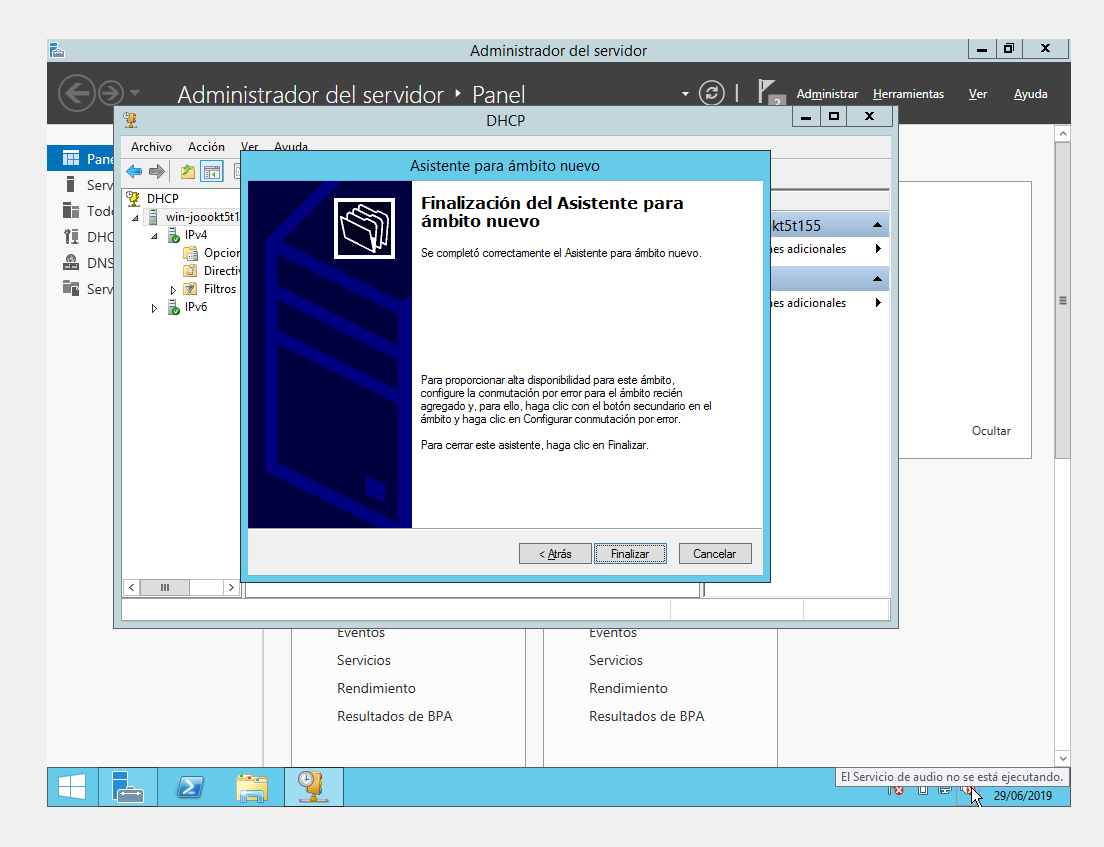 Administrador del servidor
Administrador del servidor
Panel
2
Administrar
Herramientas
Ver
Ayuda
DHCP
Archivo
Acción
Ver
Ayuda
Asistente para ámbito nuevo
DHCP
win-joookt5t1
IPv4
Opcion
Directi
Filtros
IPv6
Finalización del Asistente para
ámbito nuevo
Se completó correctamente el Asistente para ámbito nuevo.
Para proporcionar alta disponibilidad para este ámbito,
configure la conmutación por error para el ámbito recién
agregado y, para ello, haga clic con el botón secundario en el
ámbito y haga clic en Configurar conmutación por error.
Para cerrar este asistente, haga clic en Finalizar.
< Atrás
Finalizar
Cancelar
kt5t155
es adicionales
es adicionales
Pane
Serv
Todo
DHC
DNS
Serv
Ocultar
Eventos
Servicios
Rendimiento
Resultados de BPA
Eventos
Servicios
Rendimiento
Resultados de BPA
El Servicio de audio no se está ejecutando.
29/06/2019